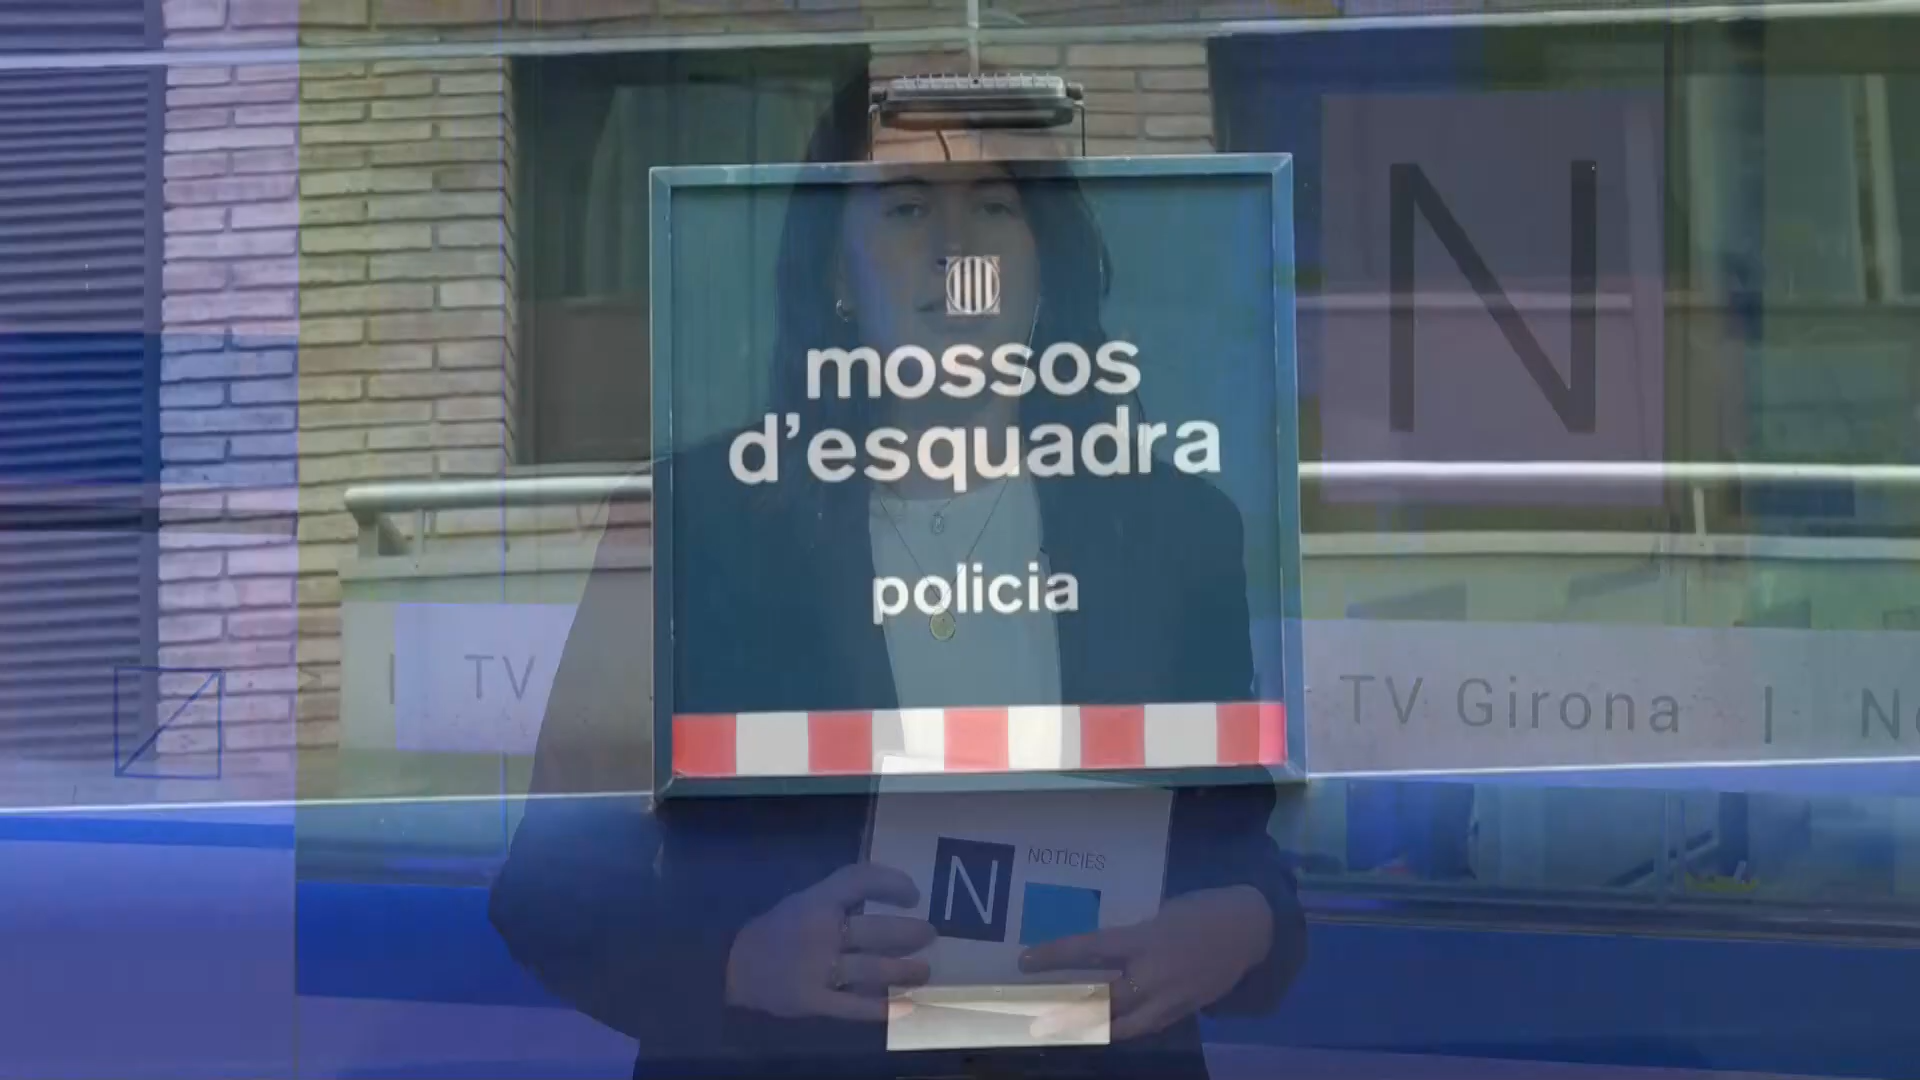 N
mossos
d'esquadra
policia
TV
TV Girona | N
N NOTÍCIES